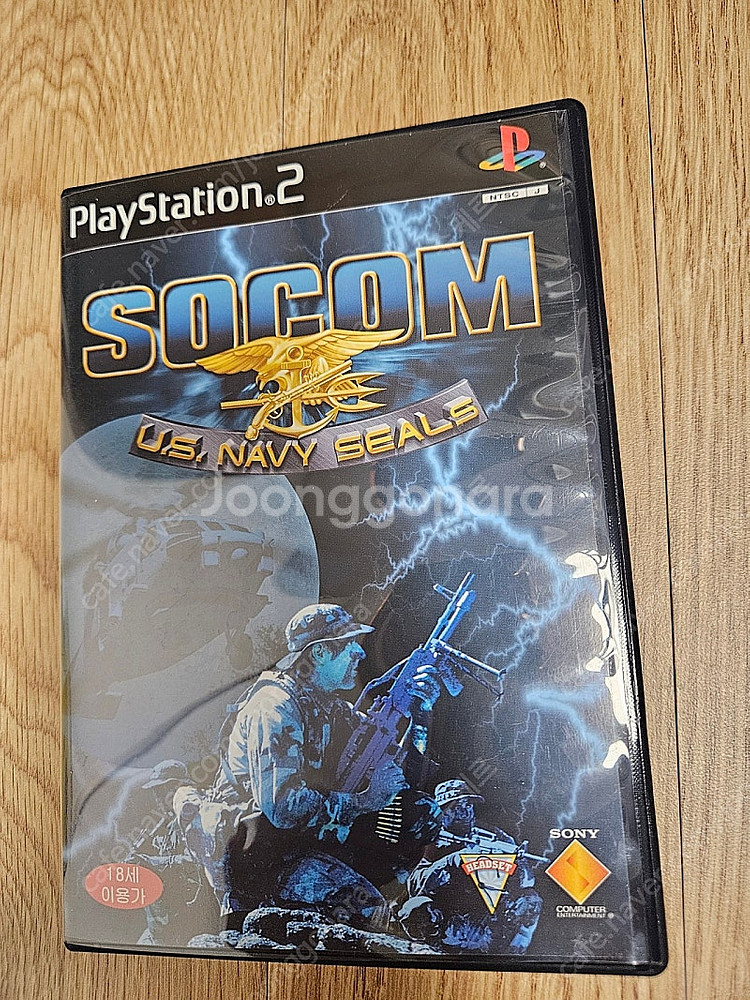 PlayStation®2
NTSC J
SOCOM
U.S. NAVY SEALS
Joonggonara
18세
이용가
HEADSET
SONY
COMPUTER
ENTERTAINMENT®